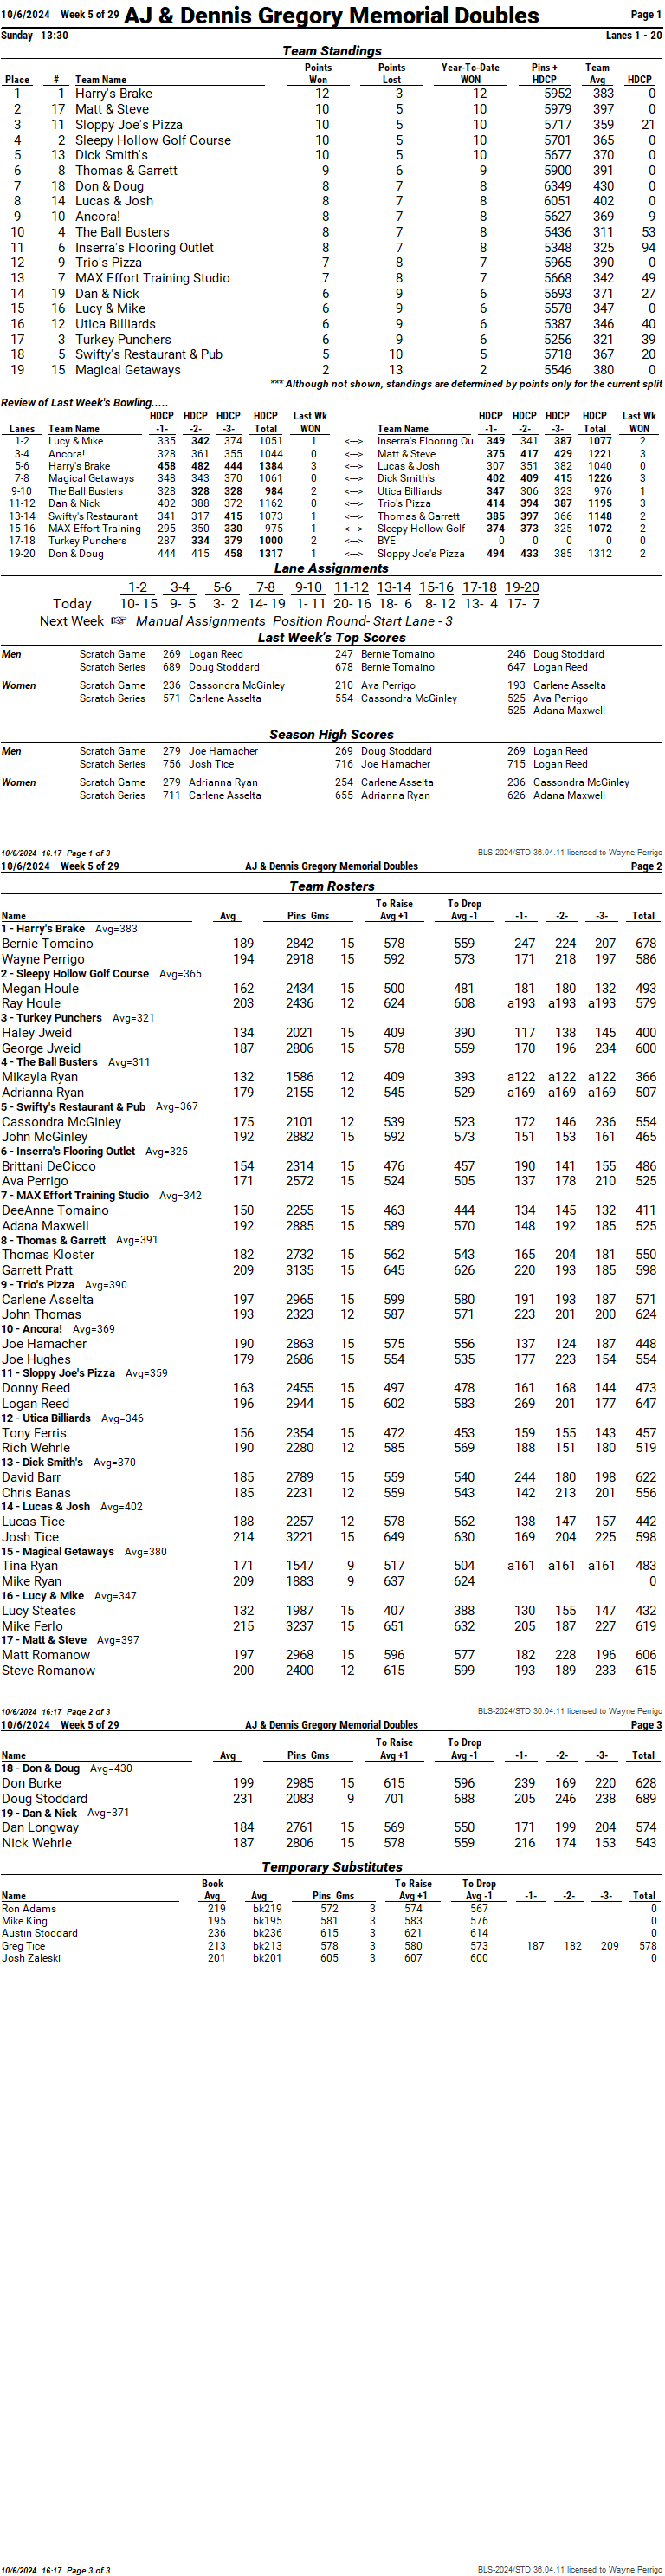 10/6/2024 Week 5 of 29 AJ & Dennis Gregory Memorial Doubles Page 1
Sunday 13:30 Lanes 1 - 20
Team Standings
Points Points Year-To-Date Pins + Team
Place # Team Name Won Lost WON HDCP Avg HDCP
1 1 Harry's Brake 12 3 12 5952 383 0
2 17 Matt & Steve 10 5 10 5979 397 0
3 11 Sloppy Joe's Pizza 10 5 10 5717 359 21
4 2 Sleepy Hollow Golf Course 10 5 10 5701 365 0
5 13 Dick Smith's 10 5 10 5677 370 0
6 8 Thomas & Garrett 9 6 9 5900 391 0
7 18 Don & Doug 8 7 8 6349 430 0
8 14 Lucas & Josh 8 7 8 6051 402 0
9 10 Ancora! 8 7 8 5627 369 9
10 4 The Ball Busters 8 7 8 5436 311 53
11 6 Inserra's Flooring Outlet 8 7 8 5348 325 94
12 9 Trio's Pizza 7 8 7 5965 390 0
13 7 MAX Effort Training Studio 7 8 7 5668 342 49
14 19 Dan & Nick 6 9 6 5693 371 27
15 16 Lucy & Mike 6 9 6 5578 347 0
16 12 Utica Billiards 6 9 6 5387 346 40
17 3 Turkey Punchers 6 9 6 5256 321 39
18 5 Swifty's Restaurant & Pub 5 10 5 5718 367 20
19 15 Magical Getaways 2 13 2 5546 380 0
*** Although not shown, standings are determined by points only for the current split
Review of Last Week's Bowling.....
HDCP HDCP HDCP HDCP Last Wk HDCP HDCP HDCP HDCP Last Wk
Lanes Team Name -1- -2- -3- Total WON Team Name -1- -2- -3- Total WON
1-2 Lucy & Mike 335 342 374 1051 1 <---> Inserra's Flooring Ou 349 341 387 1077 2
3-4 Ancora! 328 361 355 1044 0 <---> Matt & Steve 375 417 429 1221 3
5-6 Harry's Brake 458 482 444 1384 3 <---> Lucas & Josh 307 351 382 1040 0
7-8 Magical Getaways 348 343 370 1061 0 <---> Dick Smith's 402 409 415 1226 3
9-10 The Ball Busters 328 328 328 984 2 <---> Utica Billiards 347 306 323 976 1
11-12 Dan & Nick 402 388 372 1162 0 <---> Trio's Pizza 414 394 387 1195 3
13-14 Swifty's Restaurant 341 317 415 1073 1 <---> Thomas & Garrett 385 397 366 1148 2
15-16 MAX Effort Training 295 350 330 975 1 <---> Sleepy Hollow Golf 374 373 325 1072 2
17-18 Turkey Punchers 287 334 379 1000 2 <---> BYE 0 0 0 0 0
19-20 Don & Doug 444 415 458 1317 1 <---> Sloppy Joe's Pizza 494 433 385 1312 2
Lane Assignments
1-2 3-4 5-6 7-8 9-10 11-12 13-14 15-16 17-18 19-20
Today 10- 15 9- 5 3- 2 14- 19 1- 11 20- 16 18- 6 8- 12 13- 4 17- 7
Next Week ☞ Manual Assignments Position Round- Start Lane - 3
Last Week's Top Scores
Men Scratch Game 269 Logan Reed 247 Bernie Tomaino 246 Doug Stoddard
Scratch Series 689 Doug Stoddard 678 Bernie Tomaino 647 Logan Reed
Women Scratch Game 236 Cassondra McGinley 210 Ava Perrigo 193 Carlene Asselta
Scratch Series 571 Carlene Asselta 554 Cassondra McGinley 525 Ava Perrigo
525 Adana Maxwell
Season High Scores
Men Scratch Game 279 Joe Hamacher 269 Doug Stoddard 269 Logan Reed
Scratch Series 756 Josh Tice 716 Joe Hamacher 715 Logan Reed
Women Scratch Game 279 Adrianna Ryan 254 Carlene Asselta 236 Cassondra McGinley
Scratch Series 711 Carlene Asselta 655 Adrianna Ryan 626 Adana Maxwell
10/6/2024 16:17 Page 1 of 3 BLS-2024/STD 36.04.11 licensed to Wayne Perrigo
10/6/2024 Week 5 of 29 AJ & Dennis Gregory Memorial Doubles Page 2
Team Rosters
To Raise To Drop
Name Avg Pins Gms Avg +1 Avg -1 -1- -2- -3- Total
1 - Harry's Brake Avg=383
Bernie Tomaino 189 2842 15 578 559 247 224 207 678
Wayne Perrigo 194 2918 15 592 573 171 218 197 586
2 - Sleepy Hollow Golf Course Avg=365
Megan Houle 162 2434 15 500 481 181 180 132 493
Ray Houle 203 2436 12 624 608 a193 a193 a193 579
3 - Turkey Punchers Avg=321
Haley Jweid 134 2021 15 409 390 117 138 145 400
George Jweid 187 2806 15 578 559 170 196 234 600
4 - The Ball Busters Avg=311
Mikayla Ryan 132 1586 12 409 393 a122 a122 a122 366
Adrianna Ryan 179 2155 12 545 529 a169 a169 a169 507
5 - Swifty's Restaurant & Pub Avg=367
Cassondra McGinley 175 2101 12 539 523 172 146 236 554
John McGinley 192 2882 15 592 573 151 153 161 465
6 - Inserra's Flooring Outlet Avg=325
Brittani DeCicco 154 2314 15 476 457 190 141 155 486
Ava Perrigo 171 2572 15 524 505 137 178 210 525
7 - MAX Effort Training Studio Avg=342
DeeAnne Tomaino 150 2255 15 463 444 134 145 132 411
Adana Maxwell 192 2885 15 589 570 148 192 185 525
8 - Thomas & Garrett Avg=391
Thomas Kloster 182 2732 15 562 543 165 204 181 550
Garrett Pratt 209 3135 15 645 626 220 193 185 598
9 - Trio's Pizza Avg=390
Carlene Asselta 197 2965 15 599 580 191 193 187 571
John Thomas 193 2323 12 587 571 223 201 200 624
10 - Ancora! Avg=369
Joe Hamacher 190 2863 15 575 556 137 124 187 448
Joe Hughes 179 2686 15 554 535 177 223 154 554
11 - Sloppy Joe's Pizza Avg=359
Donny Reed 163 2455 15 497 478 161 168 144 473
Logan Reed 196 2944 15 602 583 269 201 177 647
12 - Utica Billiards Avg=346
Tony Ferris 156 2354 15 472 453 159 155 143 457
Rich Wehrle 190 2280 12 585 569 188 151 180 519
13 - Dick Smith's Avg=370
David Barr 185 2789 15 559 540 244 180 198 622
Chris Banas 185 2231 12 559 543 142 213 201 556
14 - Lucas & Josh Avg=402
Lucas Tice 188 2257 12 578 562 138 147 157 442
Josh Tice 214 3221 15 649 630 169 204 225 598
15 - Magical Getaways Avg=380
Tina Ryan 171 1547 9 517 504 a161 a161 a161 483
Mike Ryan 209 1883 9 637 624 0
16 - Lucy & Mike Avg=347
Lucy Steates 132 1987 15 407 388 130 155 147 432
Mike Ferlo 215 3237 15 651 632 205 187 227 619
17 - Matt & Steve Avg=397
Matt Romanow 197 2968 15 596 577 182 228 196 606
Steve Romanow 200 2400 12 615 599 193 189 233 615
10/6/2024 16:17 Page 2 of 3 BLS-2024/STD 36.04.11 licensed to Wayne Perrigo
10/6/2024 Week 5 of 29 AJ & Dennis Gregory Memorial Doubles Page 3
To Raise To Drop
Name Avg Pins Gms Avg +1 Avg -1 -1- -2- -3- Total
18 - Don & Doug Avg=430
Don Burke 199 2985 15 615 596 239 169 220 628
Doug Stoddard 231 2083 9 701 688 205 246 238 689
19 - Dan & Nick Avg=371
Dan Longway 184 2761 15 569 550 171 199 204 574
Nick Wehrle 187 2806 15 578 559 216 174 153 543
Temporary Substitutes
Book To Raise To Drop
Name Avg Avg Pins Gms Avg +1 Avg -1 -1- -2- -3- Total
Ron Adams 219 bk219 572 3 574 567 0
Mike King 195 bk195 581 3 583 576 0
Austin Stoddard 236 bk236 615 3 621 614 0
Greg Tice 213 bk213 578 3 580 573 187 182 209 578
Josh Zaleski 201 bk201 605 3 607 600 0
10/6/2024 16:17 Page 3 of 3 BLS-2024/STD 36.04.11 licensed to Wayne Perrigo